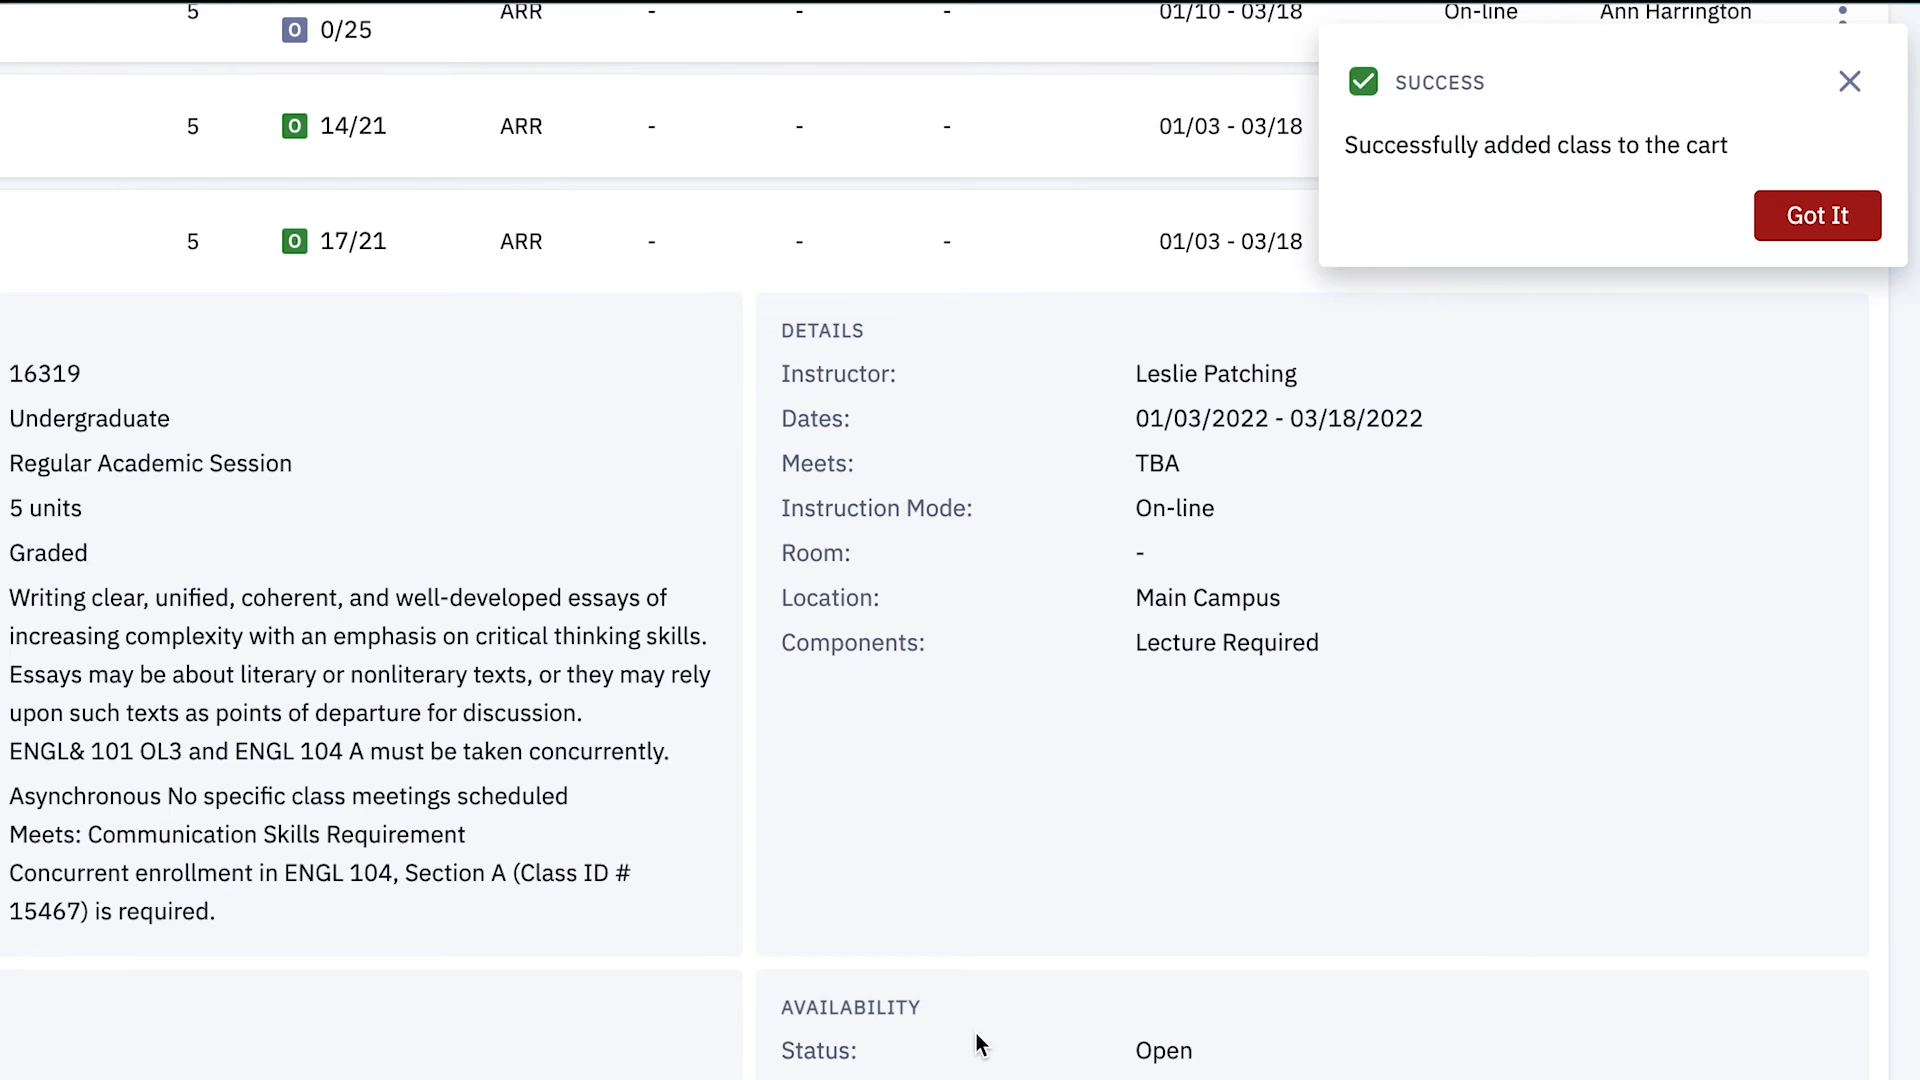 5 ARR - - - 01/10 - 03/18 On-line Ann Harrington
O 0/25
SUCCESS
5 O 14/21 ARR - - - 01/03 - 03/18
Successfully added class to the cart
Got It
5 O 17/21 ARR - - - 01/03 - 03/18
16319
Undergraduate
Regular Academic Session
5 units
Graded
Writing clear, unified, coherent, and well-developed essays of
increasing complexity with an emphasis on critical thinking skills.
Essays may be about literary or nonliterary texts, or they may rely
upon such texts as points of departure for discussion.
ENGL& 101 OL3 and ENGL 104 A must be taken concurrently.
Asynchronous No specific class meetings scheduled
Meets: Communication Skills Requirement
Concurrent enrollment in ENGL 104, Section A (Class ID #
15467) is required.
DETAILS
Instructor: Leslie Patching
Dates: 01/03/2022 - 03/18/2022
Meets: TBA
Instruction Mode: On-line
Room: -
Location: Main Campus
Components: Lecture Required
AVAILABILITY
Status: Open